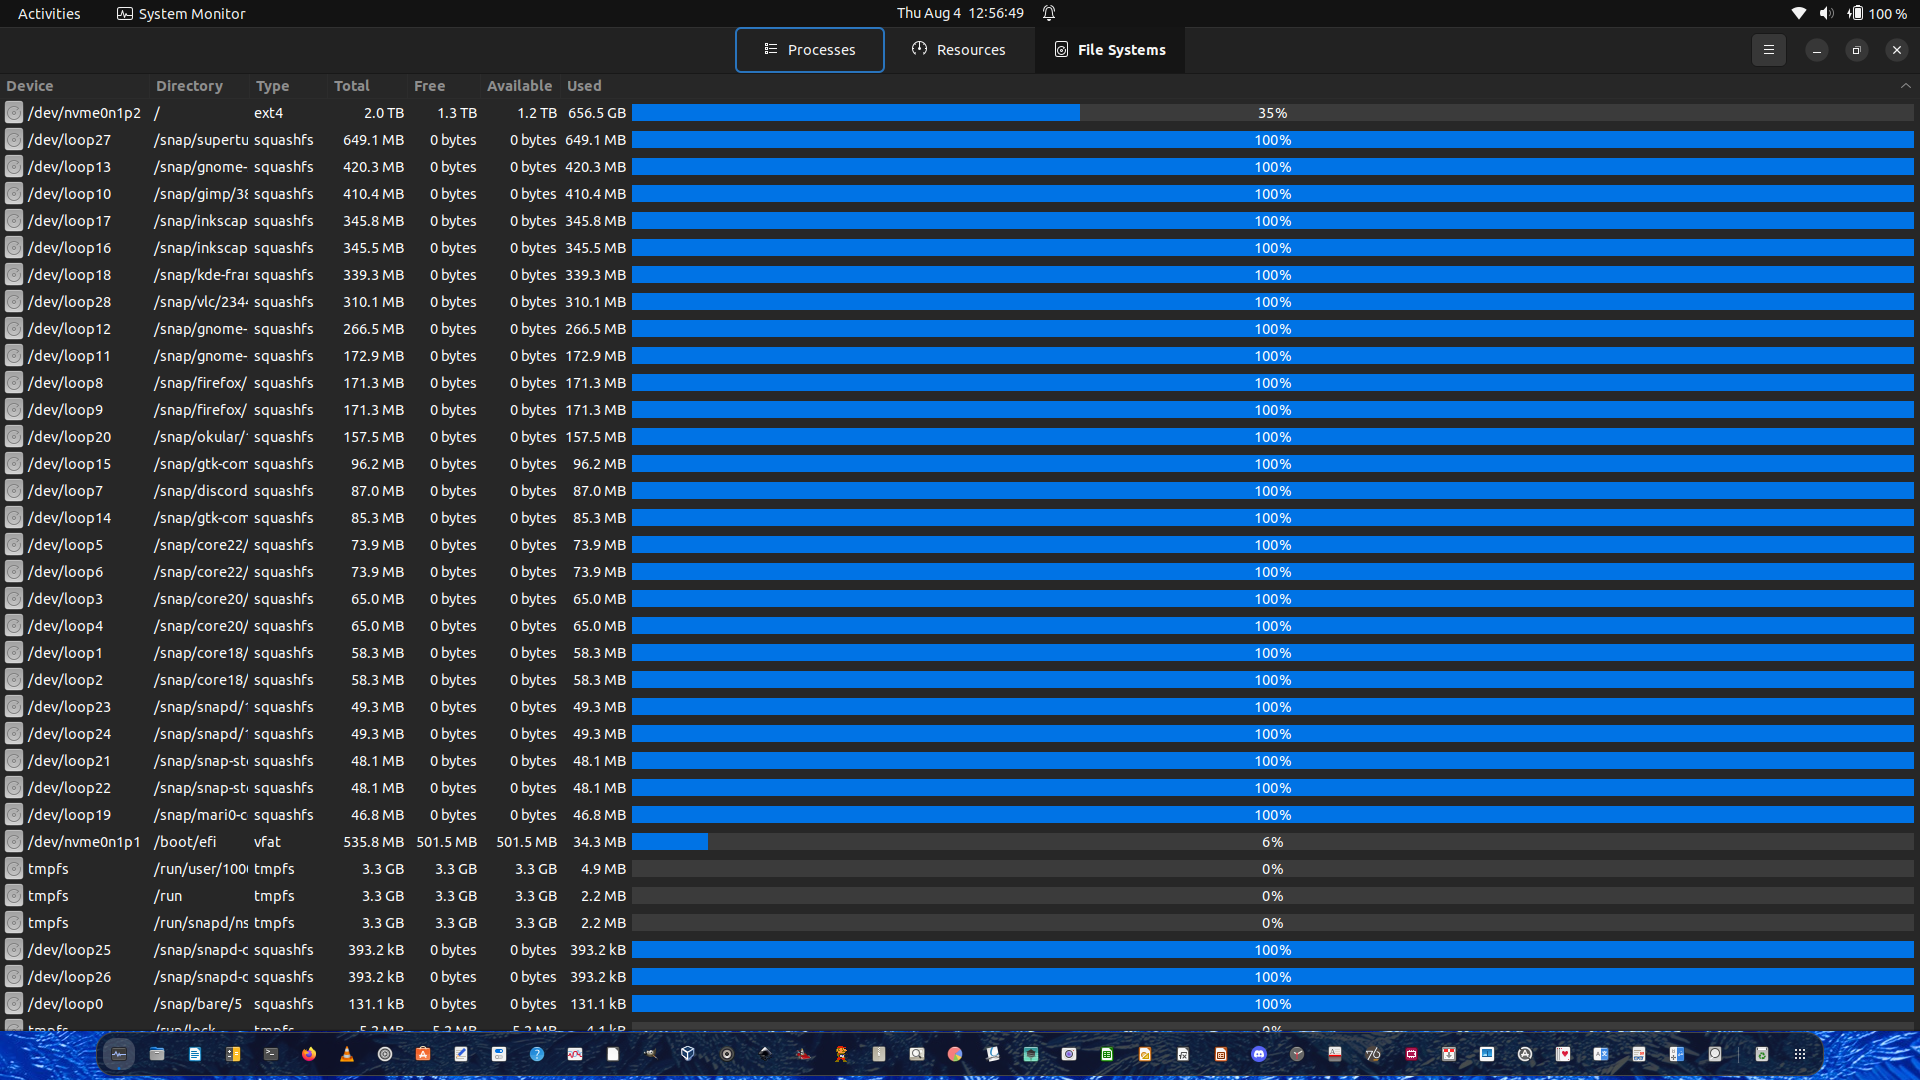 Activities System Monitor Thu Aug 4 12:56:49 100 %
Processes Resources File Systems
Device Directory Type Total Free Available Used
/dev/nvme0n1p2 / ext4 2.0 TB 1.3 TB 1.2 TB 656.5 GB 35%
/dev/loop27 /snap/supertu squashfs 649.1 MB 0 bytes 0 bytes 649.1 MB 100%
/dev/loop13 /snap/gnome- squashfs 420.3 MB 0 bytes 0 bytes 420.3 MB 100%
/dev/loop10 /snap/gimp/38 squashfs 410.4 MB 0 bytes 0 bytes 410.4 MB 100%
/dev/loop17 /snap/inkscap squashfs 345.8 MB 0 bytes 0 bytes 345.8 MB 100%
/dev/loop16 /snap/inkscap squashfs 345.5 MB 0 bytes 0 bytes 345.5 MB 100%
/dev/loop18 /snap/kde-frar squashfs 339.3 MB 0 bytes 0 bytes 339.3 MB 100%
/dev/loop28 /snap/vlc/2344 squashfs 310.1 MB 0 bytes 0 bytes 310.1 MB 100%
/dev/loop12 /snap/gnome- squashfs 266.5 MB 0 bytes 0 bytes 266.5 MB 100%
/dev/loop11 /snap/gnome- squashfs 172.9 MB 0 bytes 0 bytes 172.9 MB 100%
/dev/loop8 /snap/firefox/ squashfs 171.3 MB 0 bytes 0 bytes 171.3 MB 100%
/dev/loop9 /snap/firefox/ squashfs 171.3 MB 0 bytes 0 bytes 171.3 MB 100%
/dev/loop20 /snap/okular/1 squashfs 157.5 MB 0 bytes 0 bytes 157.5 MB 100%
/dev/loop15 /snap/gtk-com squashfs 96.2 MB 0 bytes 0 bytes 96.2 MB 100%
/dev/loop7 /snap/discord squashfs 87.0 MB 0 bytes 0 bytes 87.0 MB 100%
/dev/loop14 /snap/gtk-com squashfs 85.3 MB 0 bytes 0 bytes 85.3 MB 100%
/dev/loop5 /snap/core22/ squashfs 73.9 MB 0 bytes 0 bytes 73.9 MB 100%
/dev/loop6 /snap/core22/ squashfs 73.9 MB 0 bytes 0 bytes 73.9 MB 100%
/dev/loop3 /snap/core20/ squashfs 65.0 MB 0 bytes 0 bytes 65.0 MB 100%
/dev/loop4 /snap/core20/ squashfs 65.0 MB 0 bytes 0 bytes 65.0 MB 100%
/dev/loop1 /snap/core18/ squashfs 58.3 MB 0 bytes 0 bytes 58.3 MB 100%
/dev/loop2 /snap/core18/ squashfs 58.3 MB 0 bytes 0 bytes 58.3 MB 100%
/dev/loop23 /snap/snapd/1 squashfs 49.3 MB 0 bytes 0 bytes 49.3 MB 100%
/dev/loop24 /snap/snapd/1 squashfs 49.3 MB 0 bytes 0 bytes 49.3 MB 100%
/dev/loop21 /snap/snap-sto squashfs 48.1 MB 0 bytes 0 bytes 48.1 MB 100%
/dev/loop22 /snap/snap-sto squashfs 48.1 MB 0 bytes 0 bytes 48.1 MB 100%
/dev/loop19 /snap/mari0-c squashfs 46.8 MB 0 bytes 0 bytes 46.8 MB 100%
/dev/nvme0n1p1 /boot/efi vfat 535.8 MB 501.5 MB 501.5 MB 34.3 MB 6%
tmpfs /run/user/1000 tmpfs 3.3 GB 3.3 GB 3.3 GB 4.9 MB 0%
tmpfs /run tmpfs 3.3 GB 3.3 GB 3.3 GB 2.2 MB 0%
tmpfs /run/snapd/ns tmpfs 3.3 GB 3.3 GB 3.3 GB 2.2 MB 0%
/dev/loop25 /snap/snapd-c squashfs 393.2 kB 0 bytes 0 bytes 393.2 kB 100%
/dev/loop26 /snap/snapd-c squashfs 393.2 kB 0 bytes 0 bytes 393.2 kB 100%
/dev/loop0 /snap/bare/5 squashfs 131.1 kB 0 bytes 0 bytes 131.1 kB 100%
tmpfs /run/lock tmpfs 5.2 MB 5.2 MB 5.2 MB 4.1 kB 0%